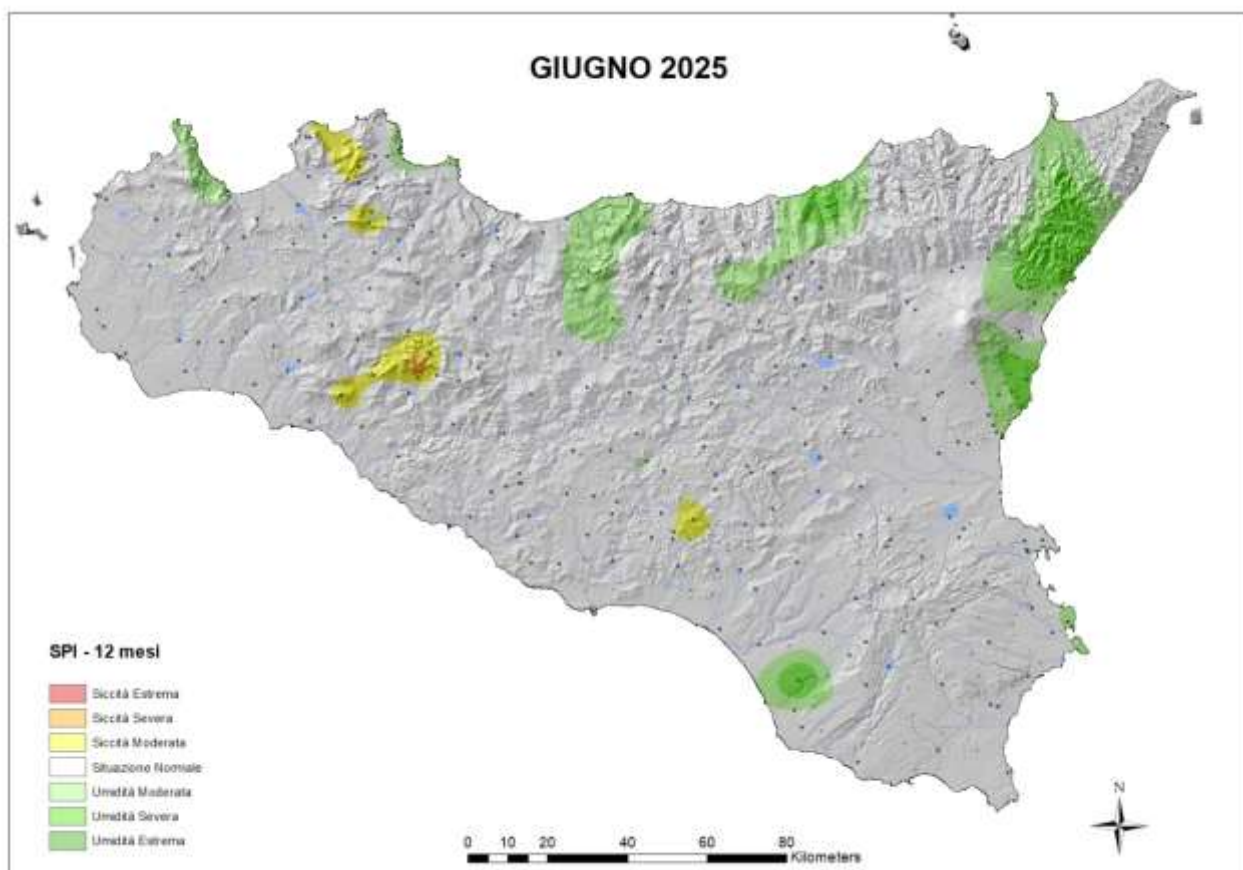 GIUGNO 2025
SPI - 12 mesi
Siccità Estrema
Siccità Severa
Siccità Moderata
Situazione Normale
Umidità Moderata
Umidità Severa
Umidità Estrema
N
0 10 20 40 60 80
Kilometers